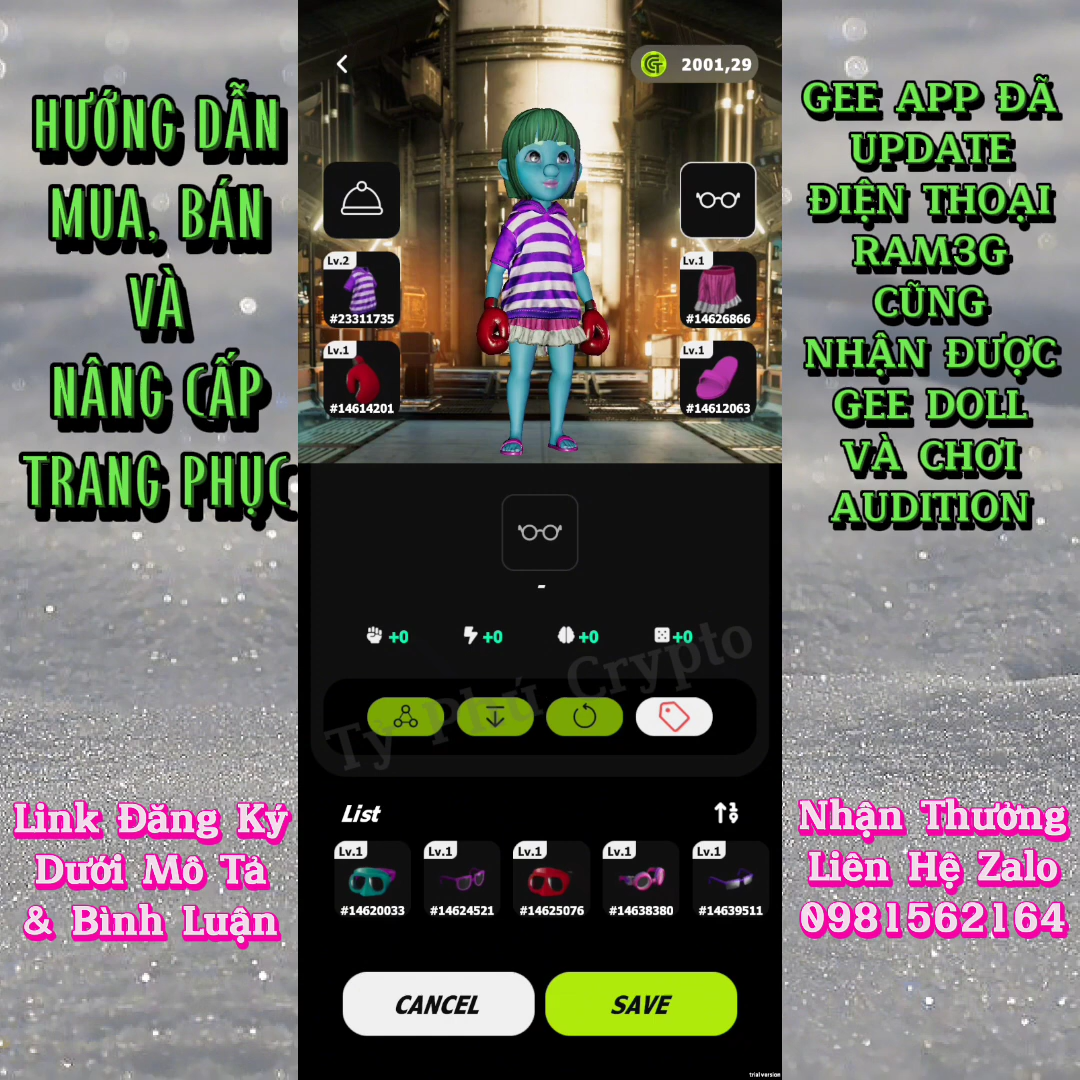 HƯỚNG DẪN
MUA, BÁN
VÀ
NÂNG CẤP
TRANG PHỤC
Link Đăng Ký
Dưới Mô Tả
& Bình Luận
2001,29
Lv.2
#23311735
Lv.1
#14614201
Lv.1
#14626866
Lv.1
#14612063
-
+0 +0 +0 +0
Tỷ Phú Crypto
List
Lv.1 Lv.1 Lv.1 Lv.1 Lv.1
#14620033 #14624521 #14625076 #14638380 #14639511
CANCEL SAVE
trial version
GEE APP ĐÃ
UPDATE
ĐIỆN THOẠI
RAM3G
CŨNG
NHẬN ĐƯỢC
GEE DOLL
VÀ CHƠI
AUDITION
Nhận Thưởng
Liên Hệ Zalo
0981562164